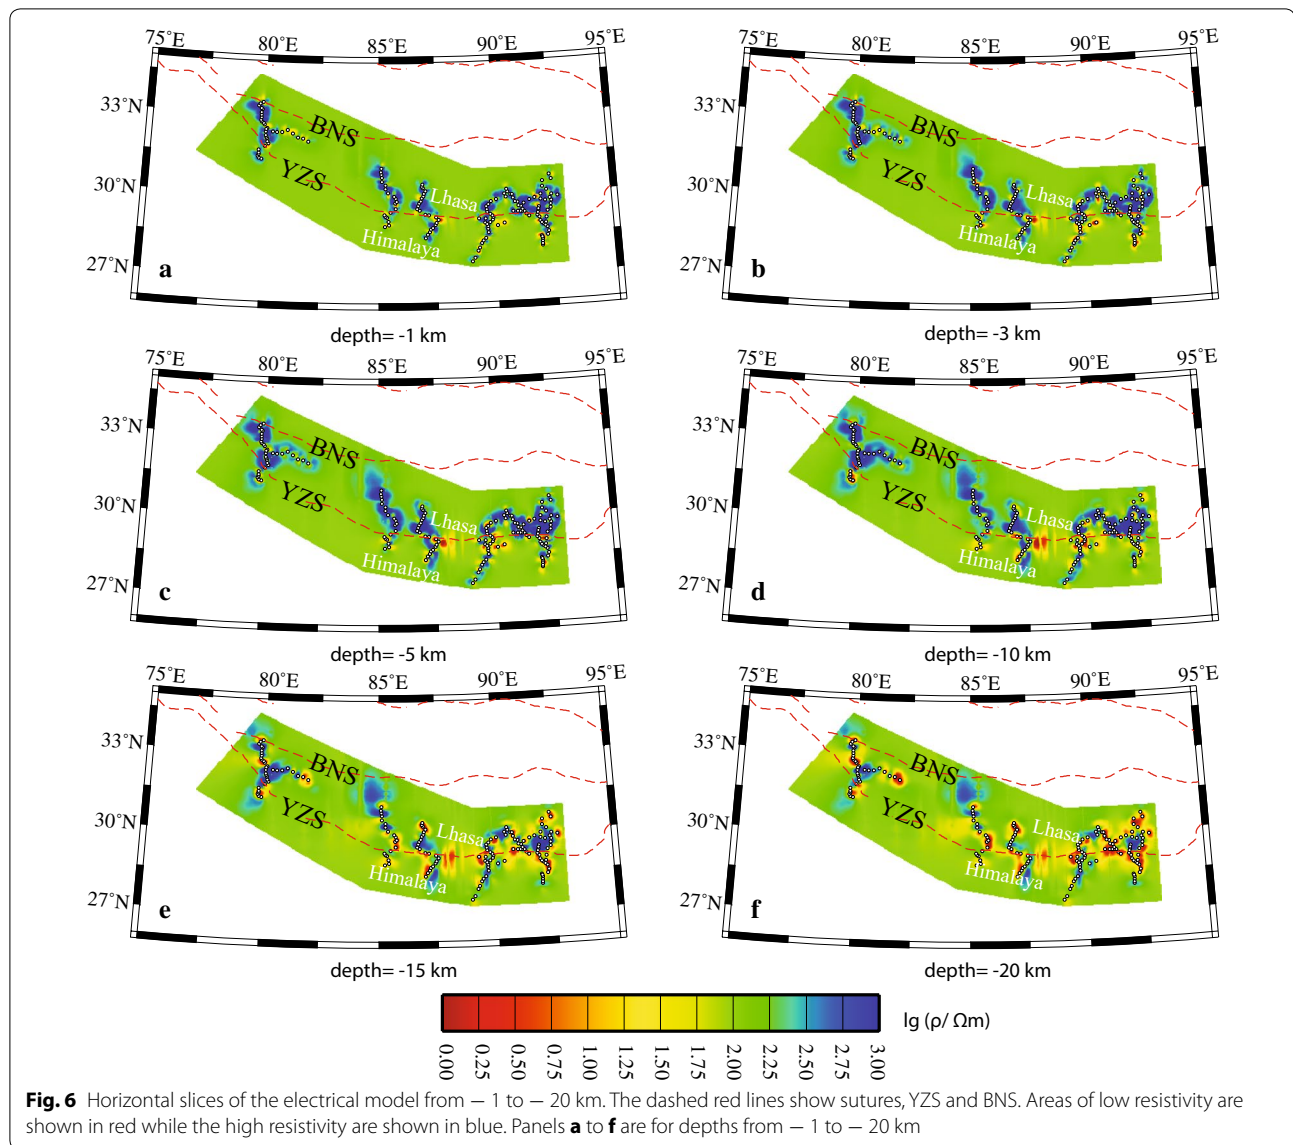 75°E 80°E 85°E 90°E 95°E
33°N
30°N
27°N
BNS
YZS
Lhasa
Himalaya
a
depth= -1 km
75°E 80°E 85°E 90°E 95°E
33°N
30°N
27°N
BNS
YZS
Lhasa
Himalaya
b
depth= -3 km
75°E 80°E 85°E 90°E 95°E
33°N
30°N
27°N
BNS
YZS
Lhasa
Himalaya
c
depth= -5 km
75°E 80°E 85°E 90°E 95°E
33°N
30°N
27°N
BNS
YZS
Lhasa
Himalaya
d
depth= -10 km
75°E 80°E 85°E 90°E 95°E
33°N
30°N
27°N
BNS
YZS
Lhasa
Himalaya
e
depth= -15 km
75°E 80°E 85°E 90°E 95°E
33°N
30°N
27°N
BNS
YZS
Lhasa
Himalaya
f
depth= -20 km
lg (ρ/ Ωm)
0.00 0.25 0.50 0.75 1.00 1.25 1.50 1.75 2.00 2.25 2.50 2.75 3.00
Fig. 6 Horizontal slices of the electrical model from − 1 to − 20 km. The dashed red lines show sutures, YZS and BNS. Areas of low resistivity are
shown in red while the high resistivity are shown in blue. Panels a to f are for depths from − 1 to − 20 km